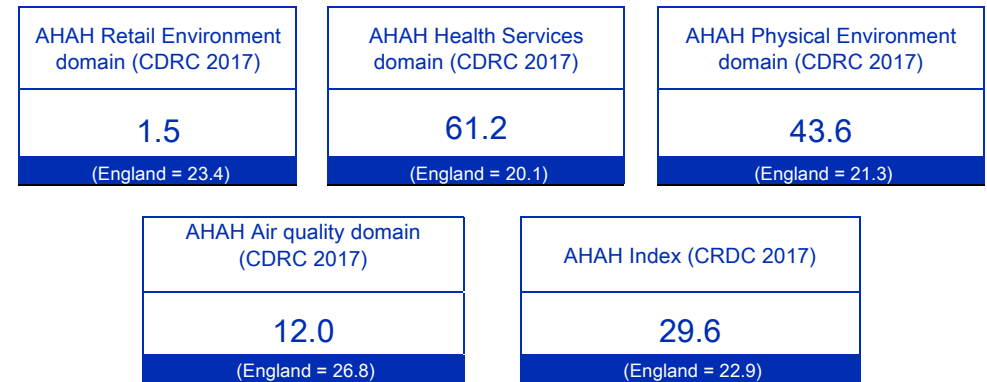 AHAH Retail Environment
domain (CDRC 2017)
1.5
(England = 23.4)
AHAH Health Services
domain (CDRC 2017)
61.2
(England = 20.1)
AHAH Physical Environment
domain (CDRC 2017)
43.6
(England = 21.3)
AHAH Air quality domain
(CDRC 2017)
12.0
(England = 26.8)
AHAH Index (CRDC 2017)
29.6
(England = 22.9)